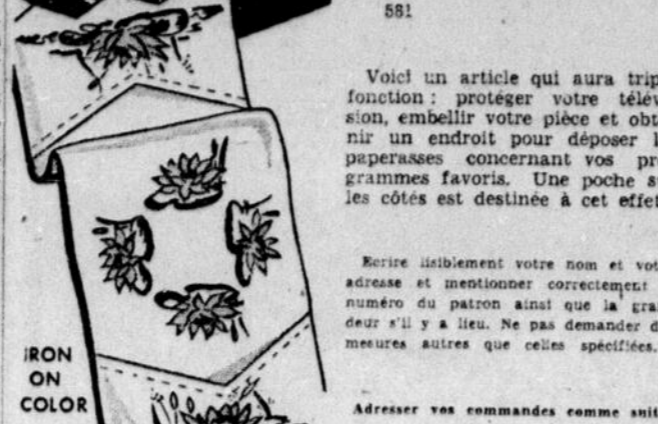 581
Voici un article qui aura trip
fonction : protéger votre télév
sion, embellir votre pièce et obt
nir un endroit pour déposer l
paperasses concernant vos pr
grammes favoris. Une poche s
les côtés est destinée à cet effet
Ecrire lisiblement votre nom et vot
adresse et mentionner correctement
numéro du patron ainsi que la gra
deur s'il y a lieu. Ne pas demander d
mesures autres que celles spécifiées.
Adresser vos commandes comme suit
IRON
ON
COLOR